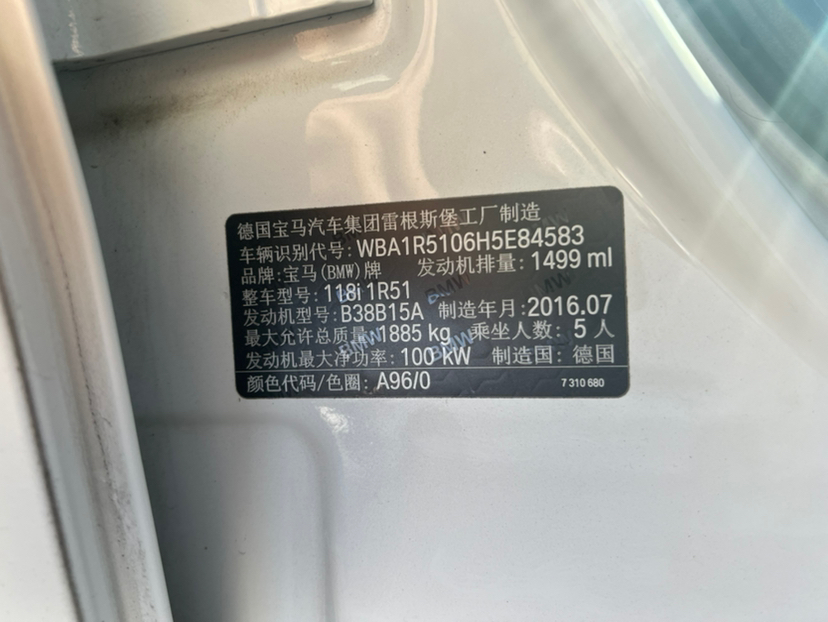 德国宝马汽车集团雷根斯堡工厂制造
车辆识别代号: WBA1R5106H5E84583
品牌: 宝马(BMW)牌 发动机排量: 1499 ml
整车型号: 118i 1R51
发动机型号: B38B15A 制造年月: 2016.07
最大允许总质量: 1885 kg 乘坐人数: 5 人
发动机最大净功率: 100 kW 制造国: 德国
颜色代码/色圈: A96/0 7 310 680